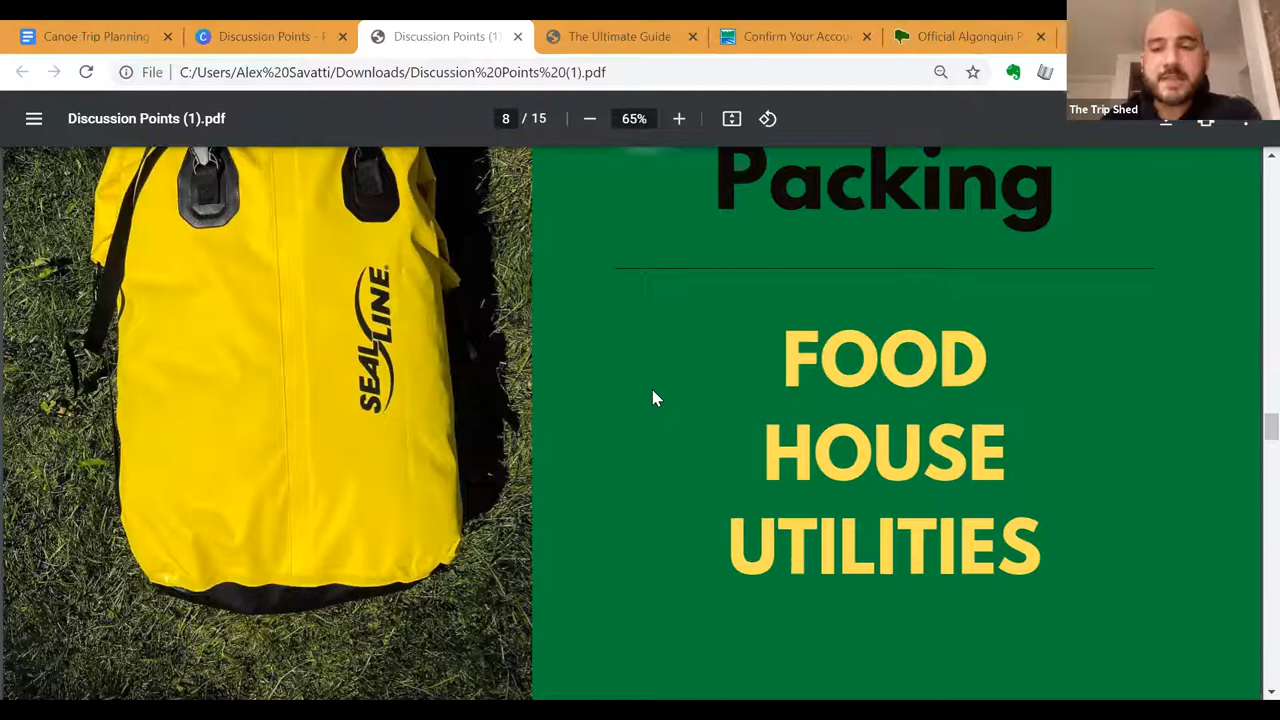 Canoe Trip Planning
Discussion Points -
Discussion Points (1)
The Ultimate Guide
Confirm Your Accou
Official Algonquin P
File
C:/Users/Alex%20Savatti/Downloads/Discussion%20Points%20(1).pdf
The Trip Shed
Discussion Points (1).pdf
8 / 15
65%
Packing
SEALLINE
FOOD
HOUSE
UTILITIES